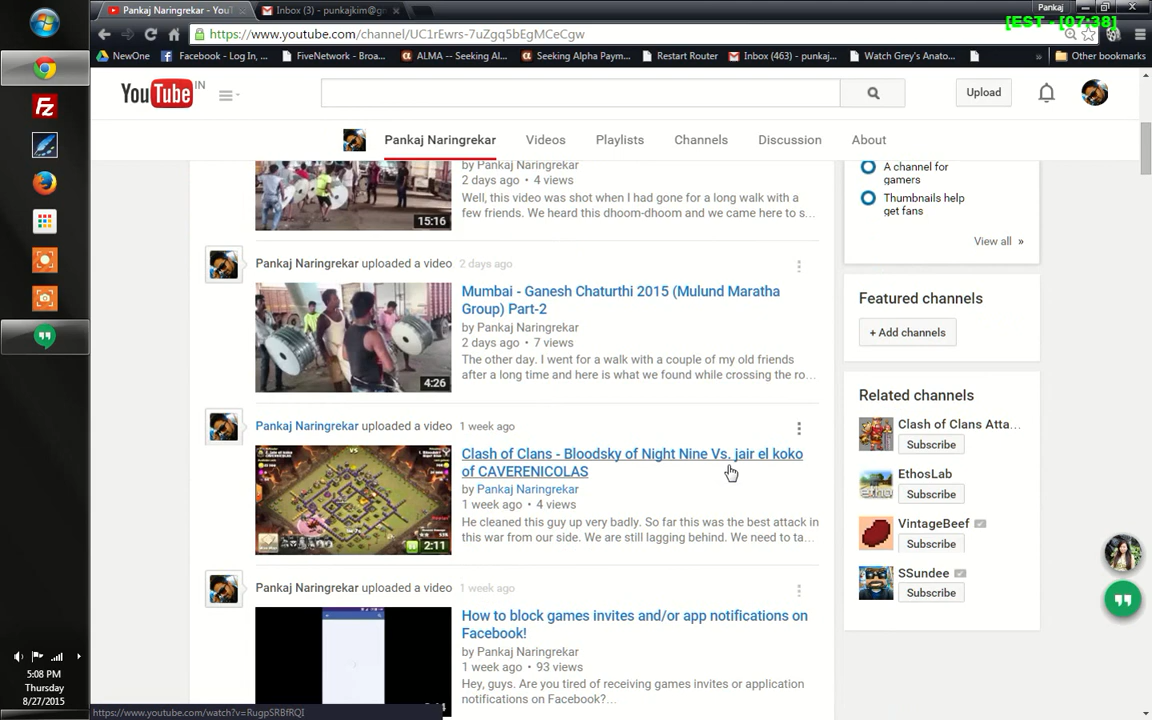 Pankaj Naringrekar - YouT
Inbox (3) - punkajkim@gm
Pankaj
[EST - [07:38]
https://www.youtube.com/channel/UC1rEwrs-7uZgq5bEgMCeCgw
NewOne
Facebook - Log In, ...
FiveNetwork - Broa...
ALMA -- Seeking Al...
Seeking Alpha Paym...
Restart Router
Inbox (463) - punkaj...
Watch Grey's Anato...
Other bookmarks
YouTube IN
Upload
Pankaj Naringrekar
Videos
Playlists
Channels
Discussion
About
by Pankaj Naringrekar
2 days ago • 4 views
Well, this video was shot when I had gone for a long walk with a
few friends. We heard this dhoom-dhoom and we came here to s...
15:16
Pankaj Naringrekar uploaded a video 2 days ago
Mumbai - Ganesh Chaturthi 2015 (Mulund Maratha
Group) Part-2
by Pankaj Naringrekar
2 days ago • 7 views
The other day. I went for a walk with a couple of my old friends
after a long time and here is what we found while crossing the ro...
4:26
Pankaj Naringrekar uploaded a video 1 week ago
Clash of Clans - Bloodsky of Night Nine Vs. jair el koko
of CAVERENICOLAS
by Pankaj Naringrekar
1 week ago • 4 views
He cleaned this guy up very badly. So far this was the best attack in
this war from our side. We are still lagging behind. We need to ta...
2:11
Pankaj Naringrekar uploaded a video 1 week ago
How to block games invites and/or app notifications on
Facebook!
by Pankaj Naringrekar
1 week ago • 93 views
Hey, guys. Are you tired of receiving games invites or application
notifications on Facebook?...
A channel for
gamers
Thumbnails help
get fans
View all »
Featured channels
+ Add channels
Related channels
Clash of Clans Atta...
Subscribe
EthosLab
Subscribe
VintageBeef
Subscribe
SSundee
Subscribe
5:08 PM
Thursday
8/27/2015
https://www.youtube.com/watch?v=RugpSRBfRQI